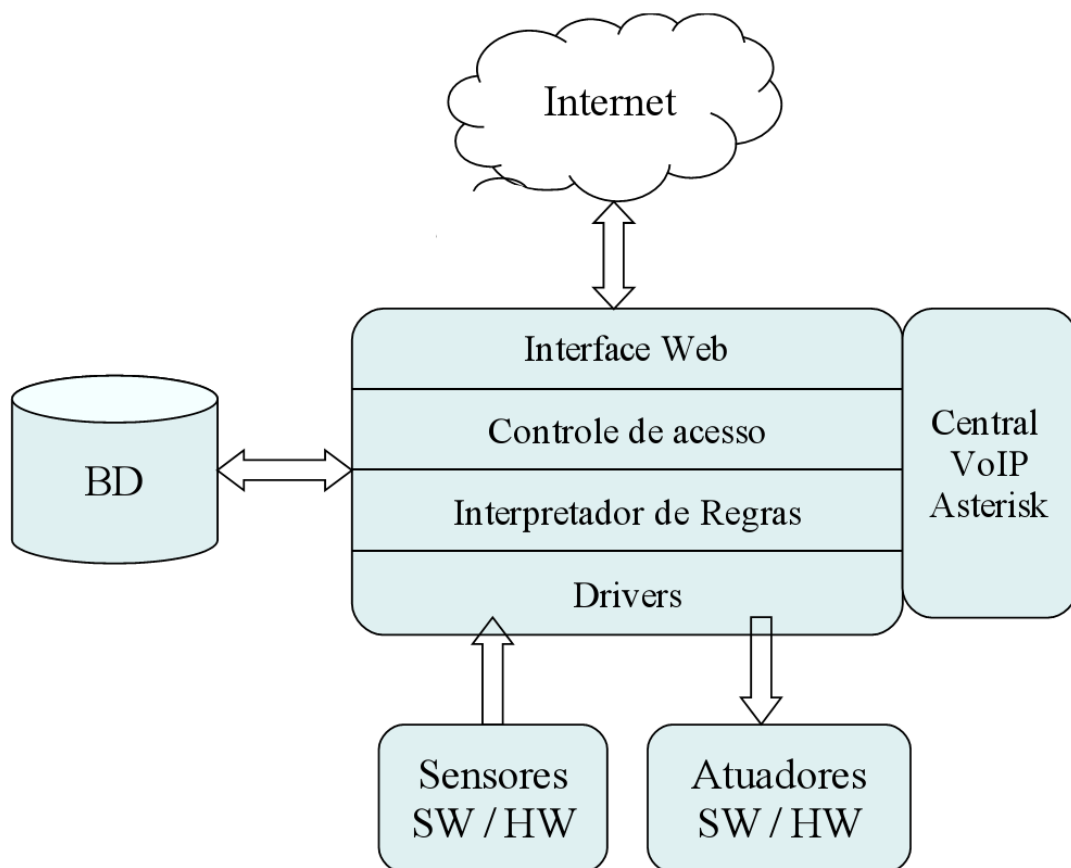 Internet
Interface Web
Controle de acesso
Interpretador de Regras
Drivers
Central
VoIP
Asterisk
BD
Sensores
SW / HW
Atuadores
SW / HW